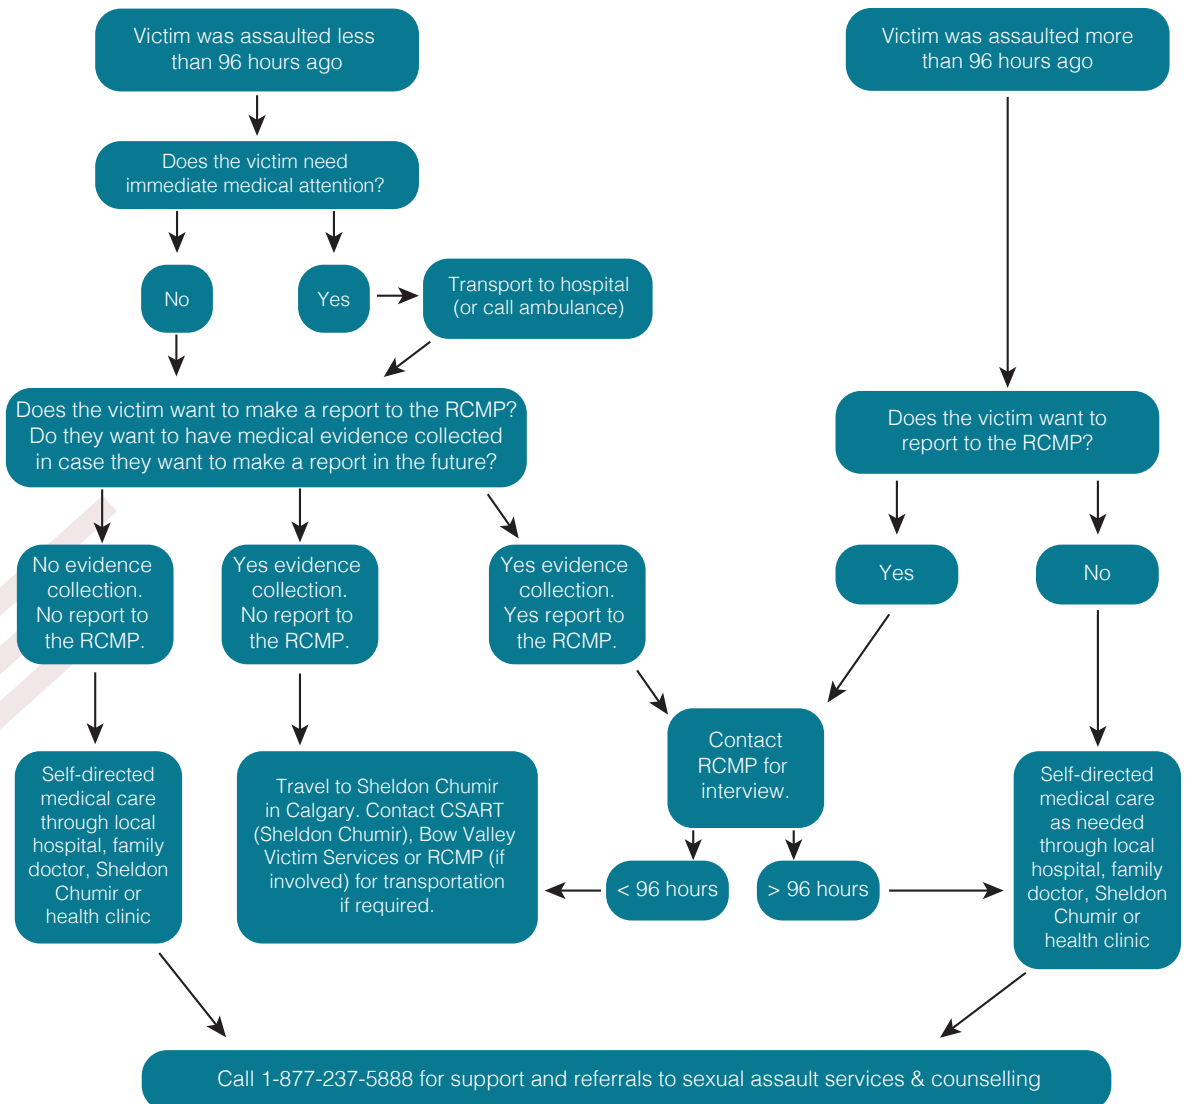 Victim was assaulted less
than 96 hours ago
Victim was assaulted more
than 96 hours ago
Does the victim need
immediate medical attention?
No
Yes
Transport to hospital
(or call ambulance)
Does the victim want to make a report to the RCMP?
Do they want to have medical evidence collected
in case they want to make a report in the future?
Does the victim want to
report to the RCMP?
No evidence
collection.
No report to
the RCMP.
Yes evidence
collection.
No report to
the RCMP.
Yes evidence
collection.
Yes report to
the RCMP.
Yes
No
Contact
RCMP for
interview.
Self-directed
medical care
through local
hospital, family
doctor, Sheldon
Chumir or
health clinic
Travel to Sheldon Chumir
in Calgary. Contact CSART
(Sheldon Chumir), Bow Valley
Victim Services or RCMP (if
involved) for transportation
if required.
< 96 hours
> 96 hours
Self-directed
medical care
as needed
through local
hospital, family
doctor, Sheldon
Chumir or
health clinic
Call 1-877-237-5888 for support and referrals to sexual assault services & counselling